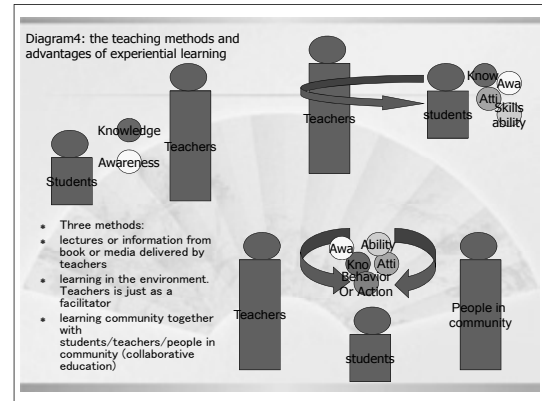 Diagram4: the teaching methods and
advantages of experiential learning
Knowledge
Awareness
Students
Teachers
Teachers
students
Know
Awa
Atti
Skills
ability
* Three methods:
* lectures or information from
book or media delivered by
teachers
* learning in the environment.
Teachers is just as a
facilitator
* learning community together
with
students/teachers/people in
community (collaborative
education)
Teachers
Awa
Ability
Kno
Atti
Behavior
Or Action
students
People in
community